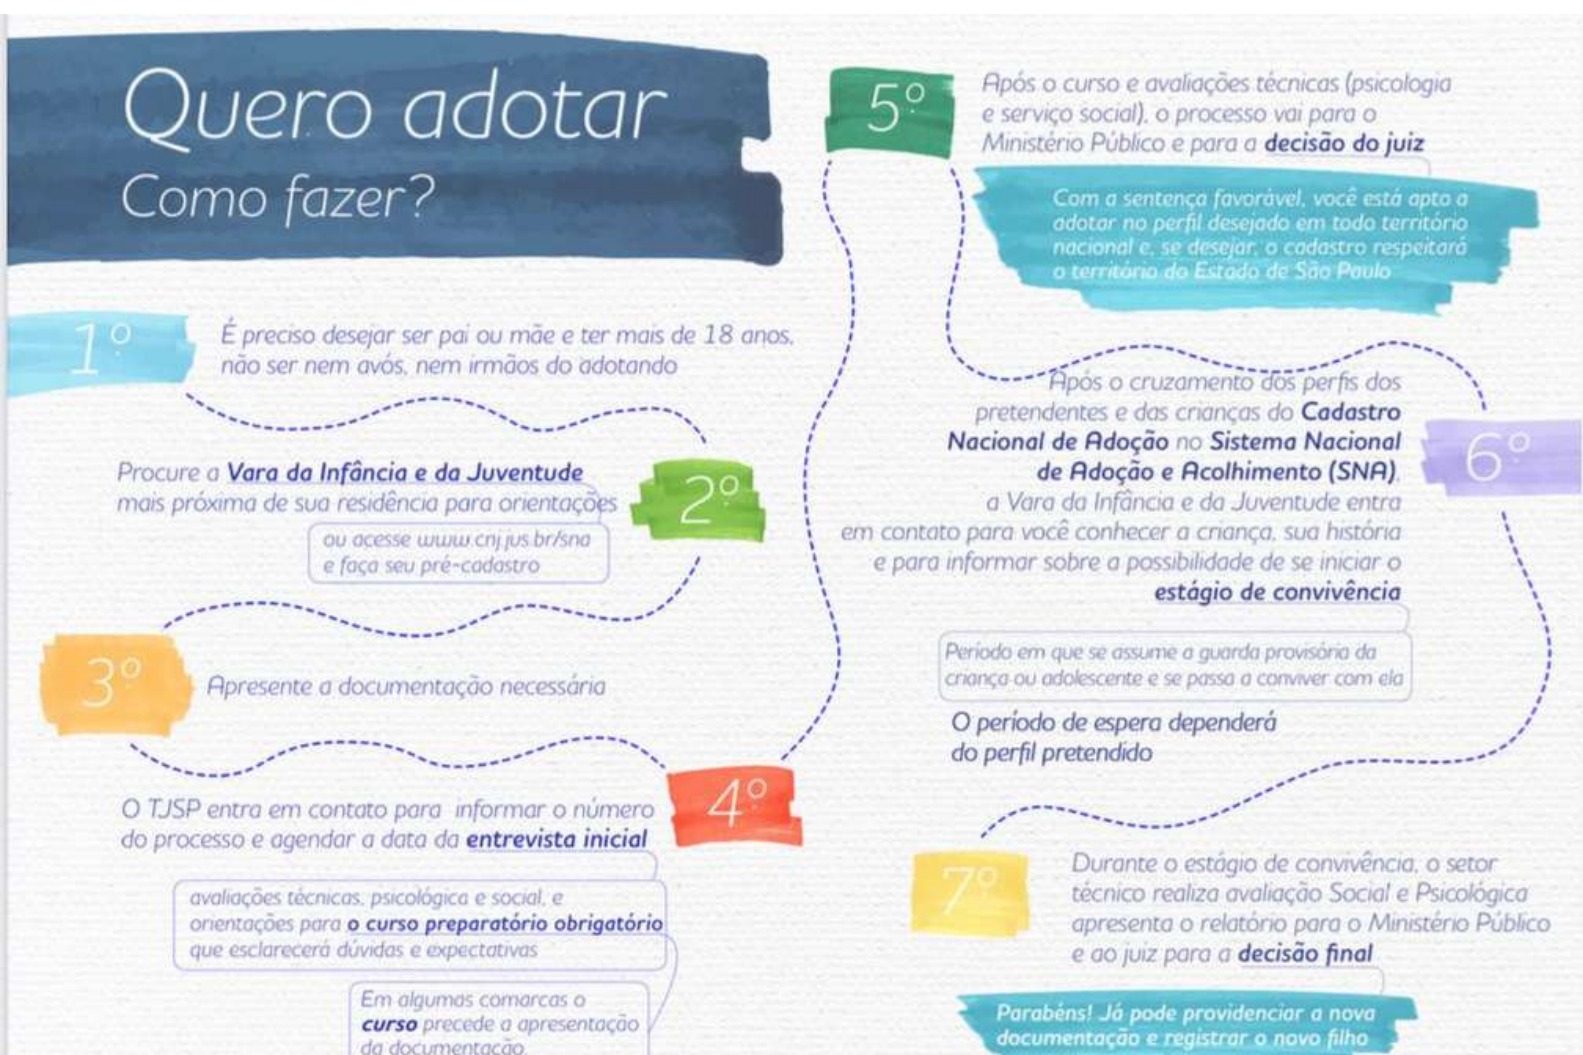 Quero adotar
Como fazer?
1º
É preciso desejar ser pai ou mãe e ter mais de 18 anos,
não ser nem avós, nem irmãos do adotando
2º
Procure a Vara da Infância e da Juventude
mais próxima de sua residência para orientações
ou acesse www.cnj.jus.br/sna
e faça seu pré-cadastro
3º
Apresente a documentação necessária
4º
O TJSP entra em contato para informar o número
do processo e agendar a data da entrevista inicial
avaliações técnicas, psicológica e social, e
orientações para o curso preparatório obrigatório
que esclarecerá dúvidas e expectativas
Em algumas comarcas o
curso precede a apresentação
da documentação.
5º
Após o curso e avaliações técnicas (psicologia
e serviço social), o processo vai para o
Ministério Público e para a decisão do juiz
Com a sentença favorável, você está apto a
adotar no perfil desejado em todo território
nacional e, se desejar, o cadastro respeitará
o território do Estado de São Paulo
6º
Após o cruzamento dos perfis dos
pretendentes e das crianças do Cadastro
Nacional de Adoção no Sistema Nacional
de Adoção e Acolhimento (SNA),
a Vara da Infância e da Juventude entra
em contato para você conhecer a criança, sua história
e para informar sobre a possibilidade de se iniciar o
estágio de convivência
Período em que se assume a guarda provisória da
criança ou adolescente e se passa a conviver com ela
O período de espera dependerá
do perfil pretendido
7º
Durante o estágio de convivência, o setor
técnico realiza avaliação Social e Psicológica
apresenta o relatório para o Ministério Público
e ao juiz para a decisão final
Parabéns! Já pode providenciar a nova
documentação e registrar o novo filho